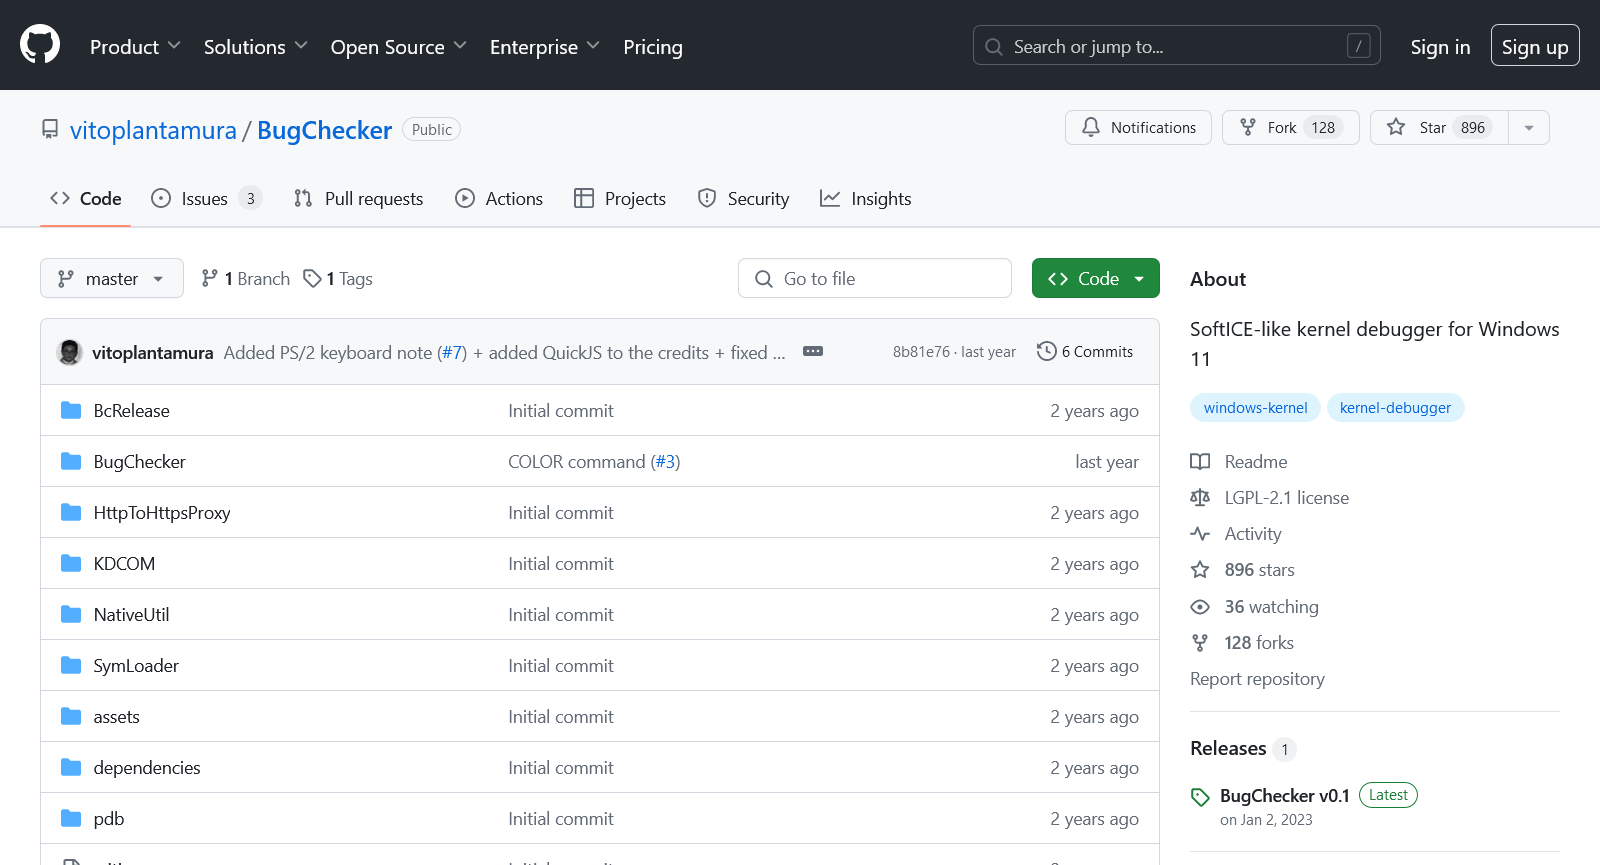 Product Solutions Open Source Enterprise Pricing Search or jump to... / Sign in Sign up
vitoplantamura / BugChecker Public Notifications Fork 128 Star 896
Code Issues 3 Pull requests Actions Projects Security Insights
master 1 Branch 1 Tags Go to file Code
vitoplantamura Added PS/2 keyboard note (#7) + added QuickJS to the credits + fixed ... 8b81e76 · last year 6 Commits
BcRelease Initial commit 2 years ago
BugChecker COLOR command (#3) last year
HttpToHttpsProxy Initial commit 2 years ago
KDCOM Initial commit 2 years ago
NativeUtil Initial commit 2 years ago
SymLoader Initial commit 2 years ago
assets Initial commit 2 years ago
dependencies Initial commit 2 years ago
pdb Initial commit 2 years ago
About
SoftICE-like kernel debugger for Windows
11
windows-kernel kernel-debugger
Readme
LGPL-2.1 license
Activity
896 stars
36 watching
128 forks
Report repository
Releases 1
BugChecker v0.1 Latest
on Jan 2, 2023